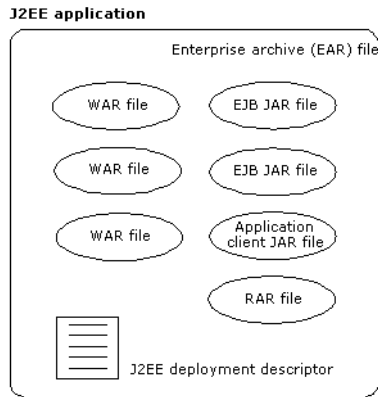 J2EE application
Enterprise archive (EAR) file
WAR file
EJB JAR file
WAR file
EJB JAR file
WAR file
Application
client JAR file
RAR file
J2EE deployment descriptor